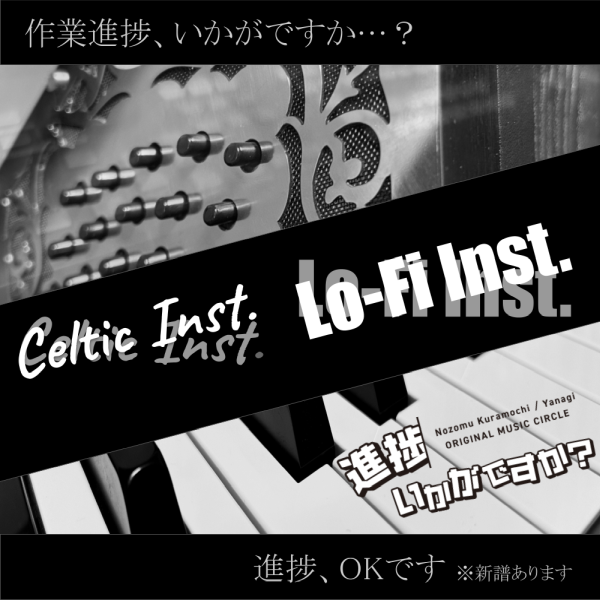 作業進捗、いかがですか…？
Celtic Inst.
Lo-Fi Inst.
Nozomu Kuramochi / Yanagi
ORIGINAL MUSIC CIRCLE
進捗
いかがですか?
進捗、OKです ※新譜あります